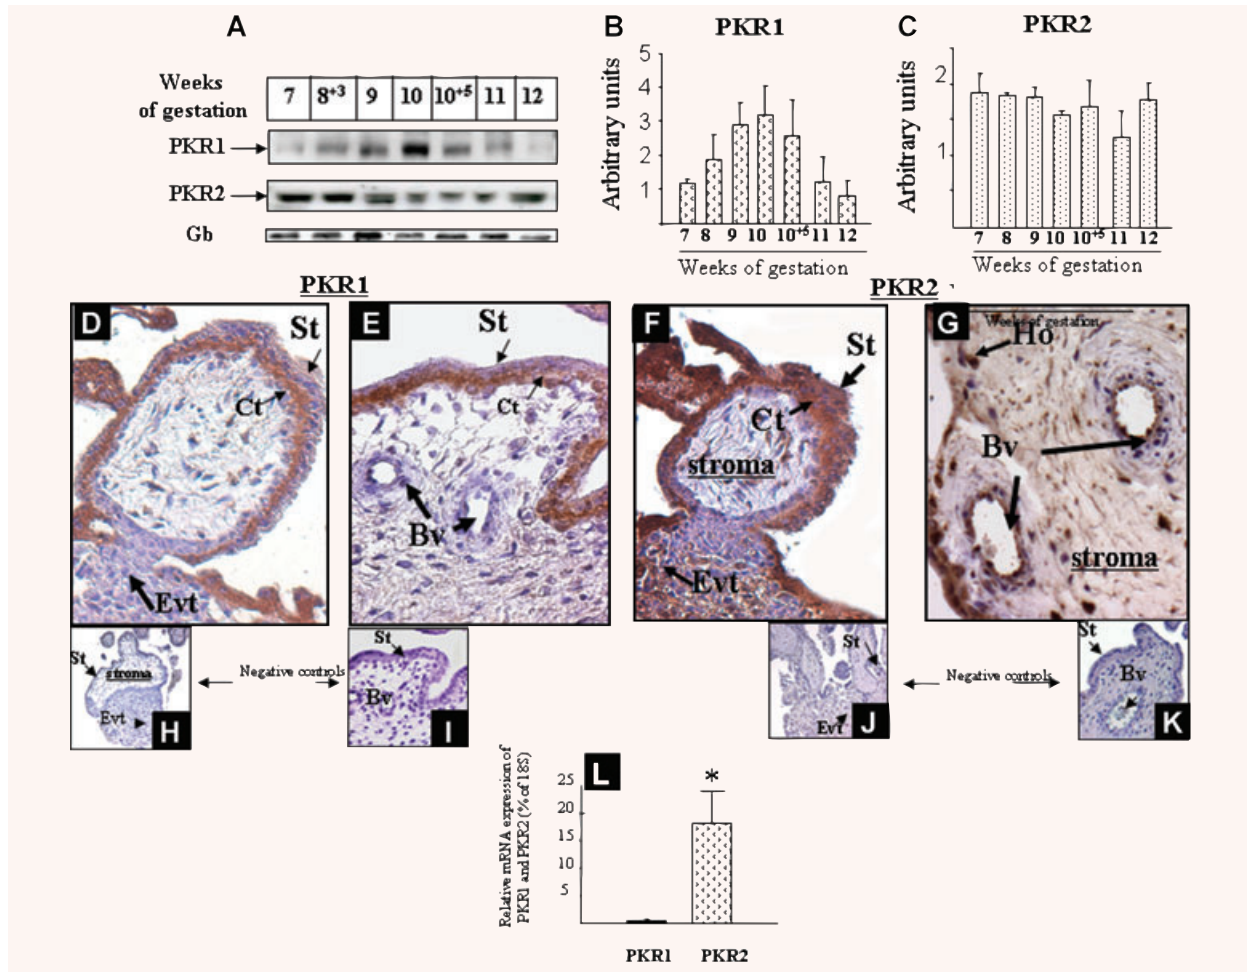 A
Weeks
of gestation
7 8+3 9 10 10+5 11 12
PKR1
PKR2
Gb
B
PKR1
Arbitrary units
5
4
3
2
1
7 8 9 10 10+5 11 12
Weeks of gestation
C
PKR2
Arbitrary units
2
1
7 8 9 10 10+5 11 12
Weeks of gestation
PKR1
D
St
Ct
Evt
E
St
Ct
Bv
PKR2
F
St
Ct
stroma
Evt
G
Weeks of gestation
Ho
Bv
stroma
St
stroma
Evt
H
Negative controls
St
Bv
I
St
Evt
J
Negative controls
St
Bv
K
L
Relative mRNA expression of
PKR1 and PKR2 (% of 18S)
25
20
15
10
5
*
PKR1 PKR2